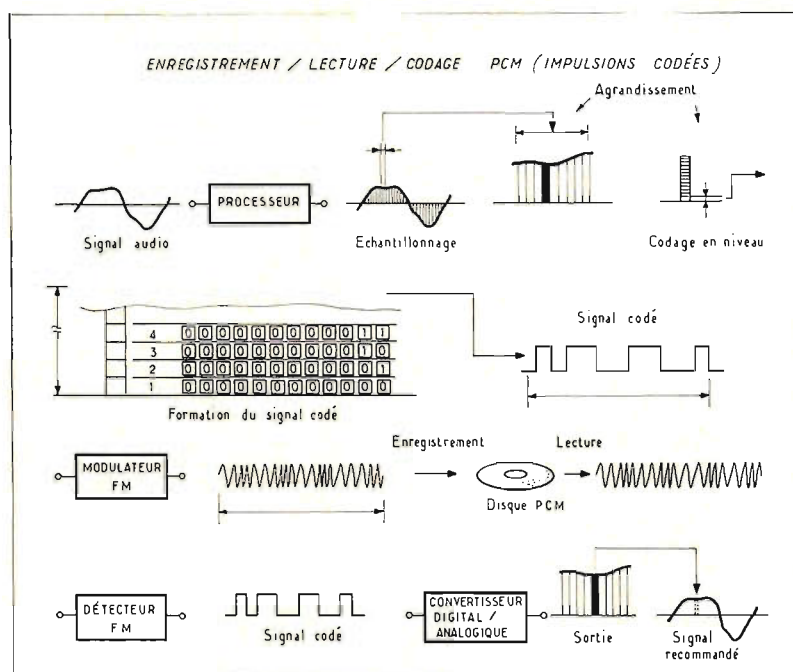 ENREGISTREMENT / LECTURE / CODAGE PCM (IMPULSIONS CODÉES)
Agrandissement
PROCESSEUR
Signal audio
Echantillonnage
Codage en niveau
4 0 0 0 0 0 0 0 0 0 0 1 1
3 0 0 0 0 0 0 0 0 0 0 1 0
2 0 0 0 0 0 0 0 0 0 0 0 1
1 0 0 0 0 0 0 0 0 0 0 0 0
Formation du signal codé
Signal codé
MODULATEUR
FM
Enregistrement
Lecture
Disque PCM
DÉTECTEUR
FM
Signal codé
CONVERTISSEUR
DIGITAL /
ANALOGIQUE
Sortie
Signal
recommandé